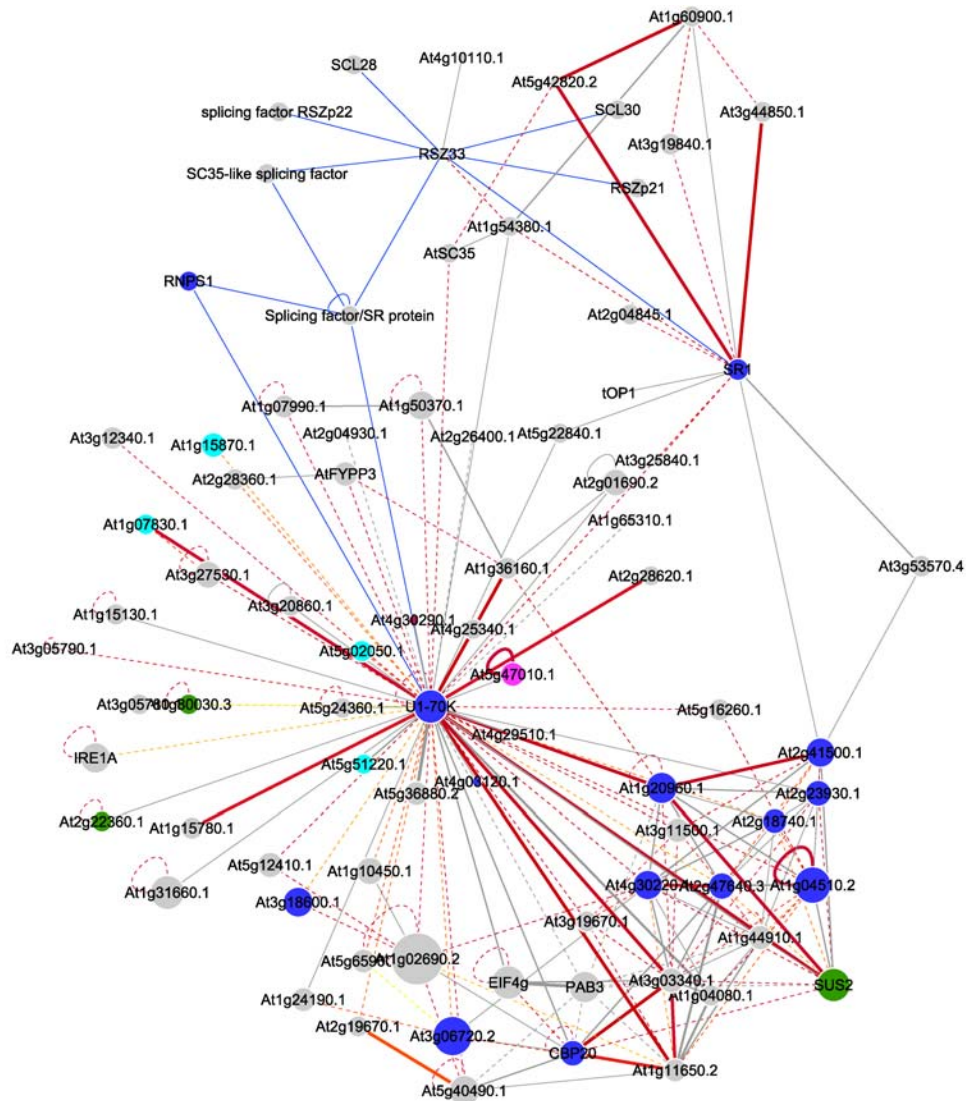 At1g60900.1
At4g10110.1
SCL28
At5g42820.2
SCL30
At3g44850.1
splicing factor RSZp22
At3g19840.1
RSZ33
SC35-like splicing factor
RSZp21
At1g54380.1
AtSC35
RNPS1
Splicing factor/SR protein
At2g04845.1
SR1
tOP1
At1g07990.1
At1g50370.1
At3g12340.1
At1g15870.1
At2g04930.1
At2g26400.1
At5g22840.1
At3g25840.1
At2g28360.1
AtFYPP3
At2g01690.2
At1g07830.1
At1g65310.1
At3g27530.1
At1g36160.1
At2g28620.1
At3g53570.4
At1g15130.1
At3g20860.1
At4g30290.1
At4g25340.1
At3g05790.1
At5g02050.1
At5g47010.1
U1-70K
At5g24360.1
At5g16260.1
At4g29510.1
IRE1A
At5g51220.1
At4g03120.1
At2g41500.1
At5g36880.2
At1g20960.1
At2g23930.1
At2g22360.1
At1g15780.1
At3g11500.1
At2g18740.1
At5g12410.1
At1g10450.1
At1g31660.1
At3g18600.1
At2g47640.3
At1g04510.2
At3g19670.1
At1g44910.1
At1g02690.2
EIF4g
PAB3
At3g03340.1
SUS2
At1g24190.1
At1g04080.1
At2g19670.1
At3g06720.2
CBP20
At1g11650.2
At5g40490.1